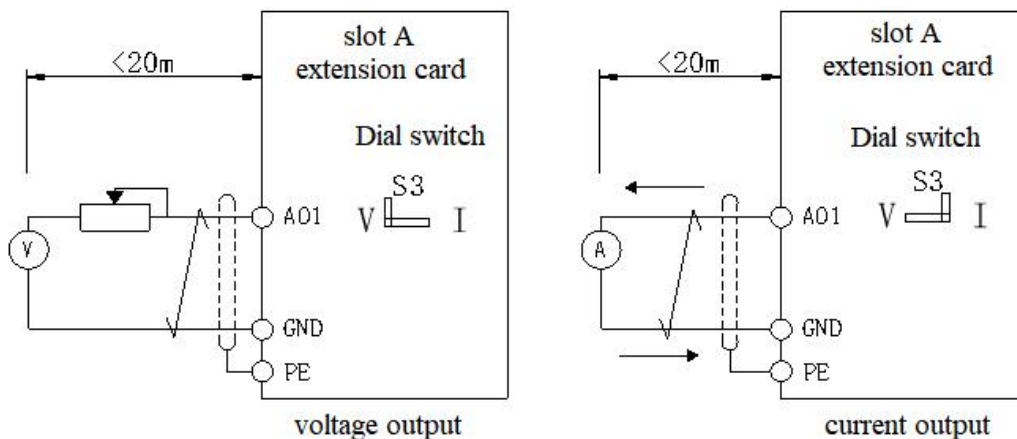 slot A
extension card
<20m
Dial switch
S3
V I
AO1
V
GND
PE
voltage output
slot A
extension card
<20m
Dial switch
S3
V I
AO1
A
GND
PE
current output